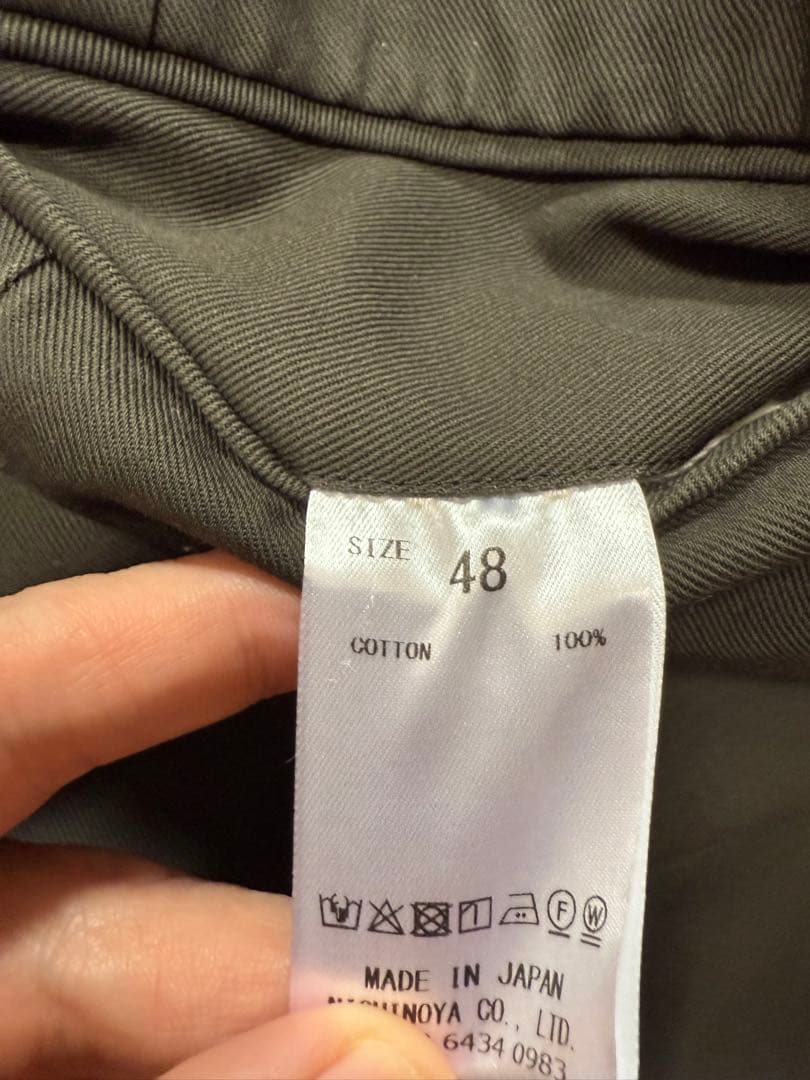 SIZE 48
COTTON 100%
F W
MADE IN JAPAN
CO., LTD.
6434 0983